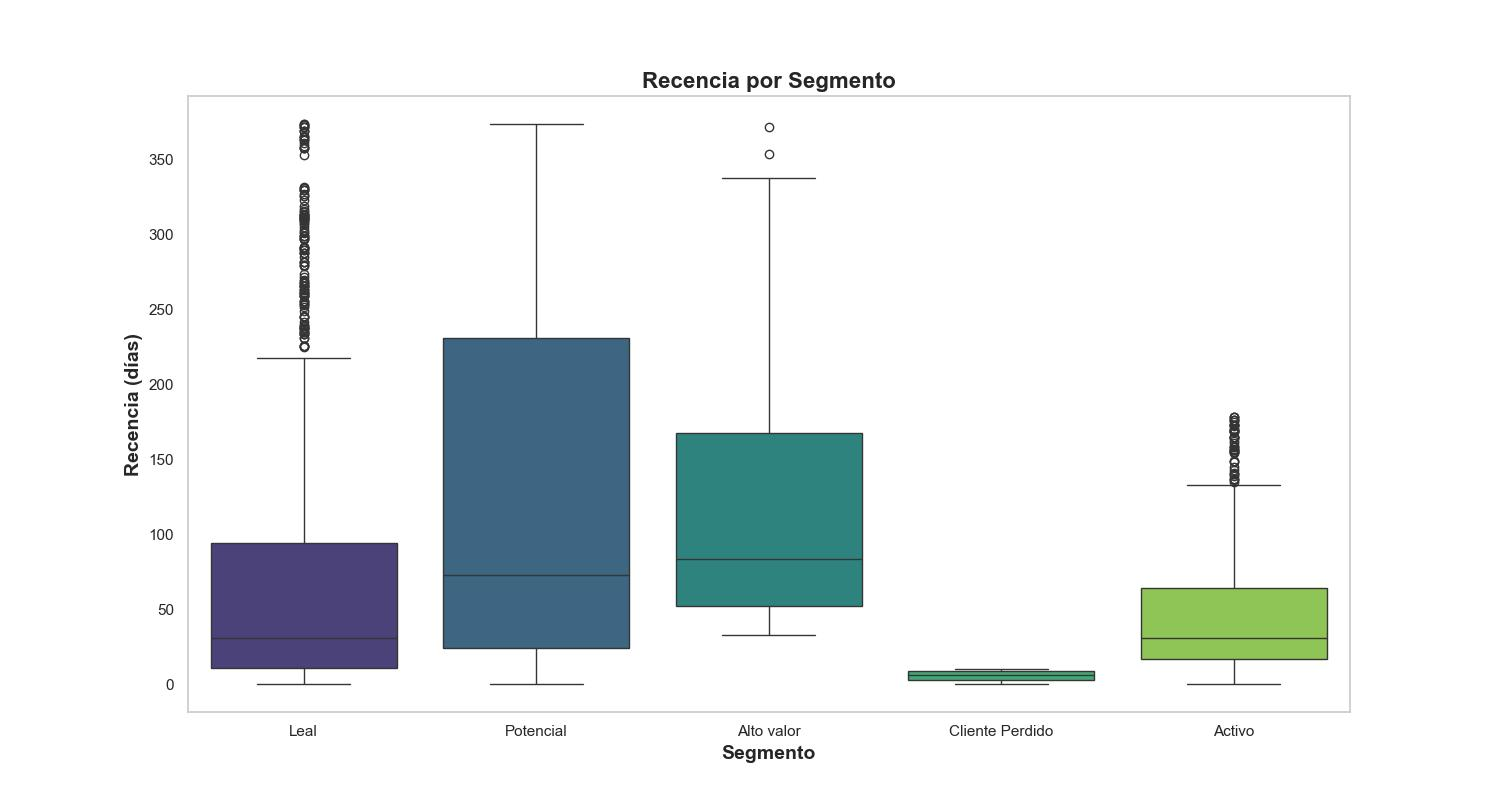 Recencia por Segmento
Recencia (días)
350
300
250
200
150
100
50
0
Leal Potencial Alto valor Cliente Perdido Activo
Segmento